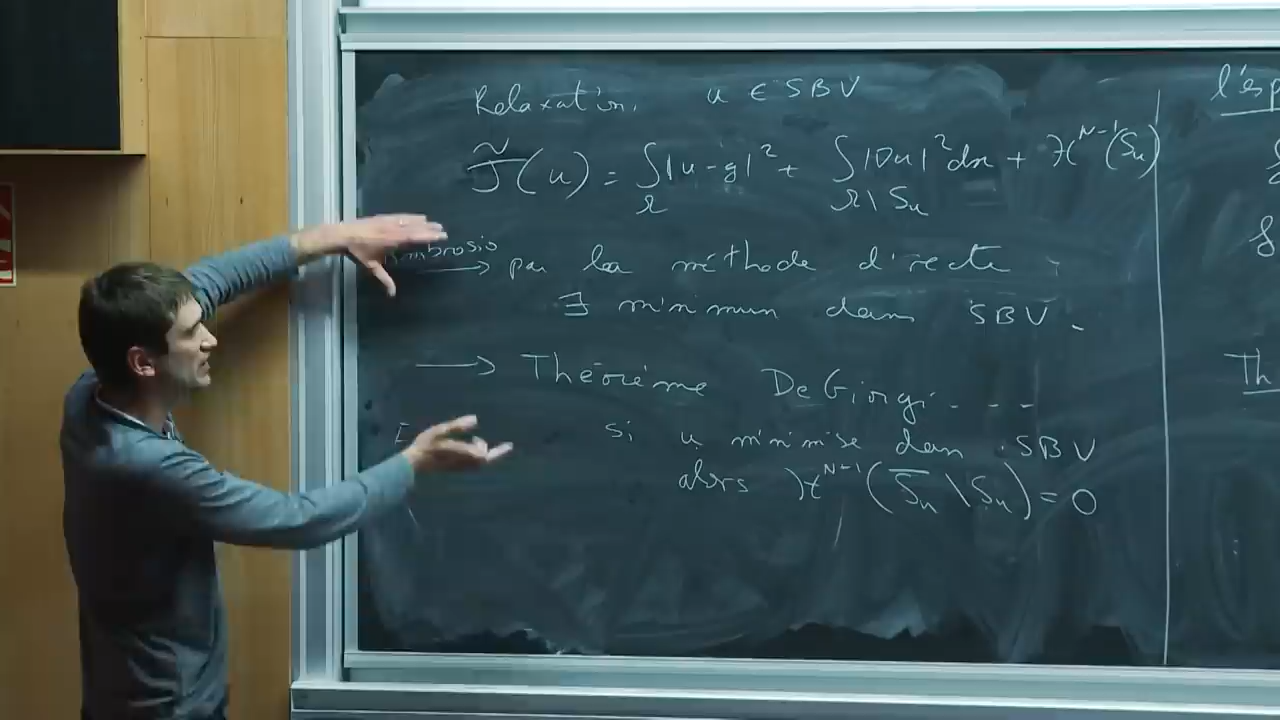 Relaxation. u ∈ SBV
J̃(u) = ∫_Ω |u-g|² + ∫_{Ω\S_u} |Du|² dx + ℋ^{N-1}(S_u)
Ambrosio
→ par la méthode directe,
∃ minimum dans SBV.
→ Théorème De Giorgi - - -
si u minimise dans SBV
alors ℋ^{N-1}(S̅_u \ S_u) = 0
l'esp
Th